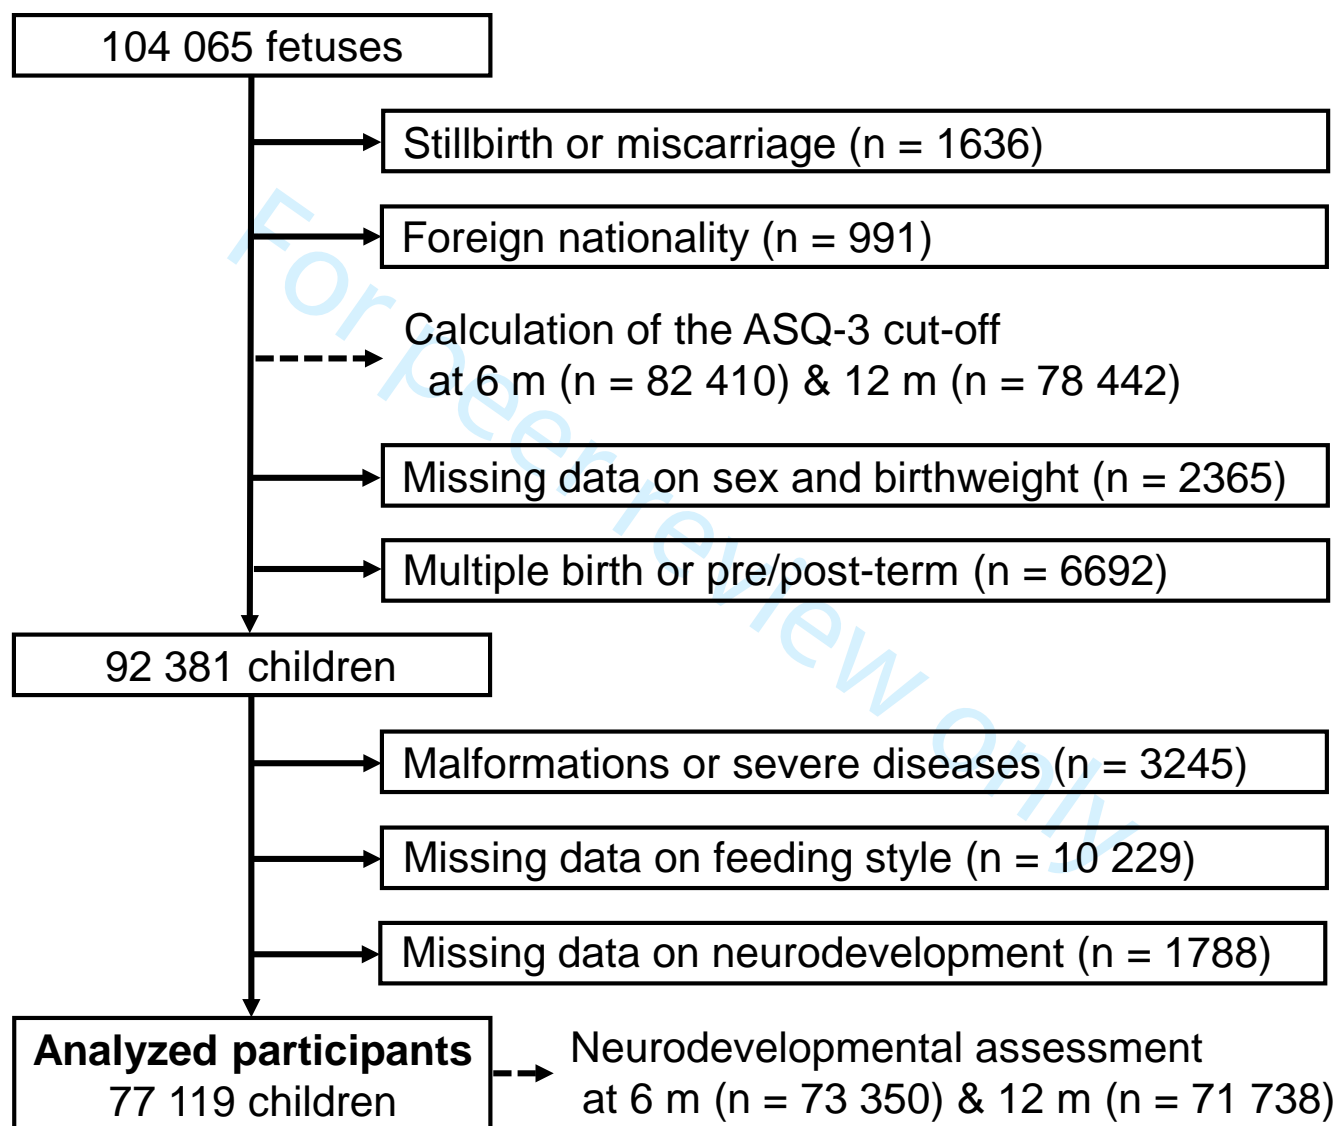 104 065 fetuses
Stillbirth or miscarriage (n = 1636)
Foreign nationality (n = 991)
Calculation of the ASQ-3 cut-off
at 6 m (n = 82 410) & 12 m (n = 78 442)
Missing data on sex and birthweight (n = 2365)
Multiple birth or pre/post-term (n = 6692)
92 381 children
Malformations or severe diseases (n = 3245)
Missing data on feeding style (n = 10 229)
Missing data on neurodevelopment (n = 1788)
Analyzed participants
77 119 children
Neurodevelopmental assessment
at 6 m (n = 73 350) & 12 m (n = 71 738)
For peer review only